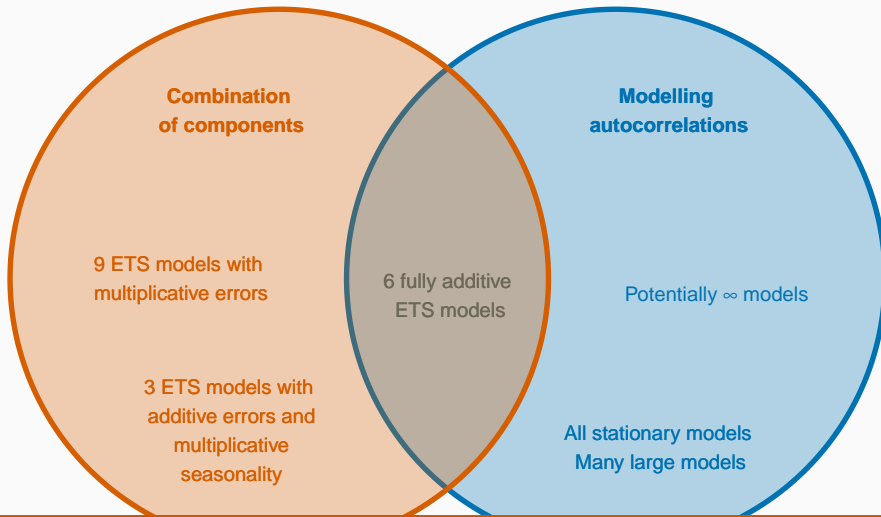 Combination
of components
9 ETS models with
multiplicative errors
3 ETS models with
additive errors and
multiplicative
seasonality
6 fully additive
ETS models
Modelling
autocorrelations
Potentially ∞ models
All stationary models
Many large models